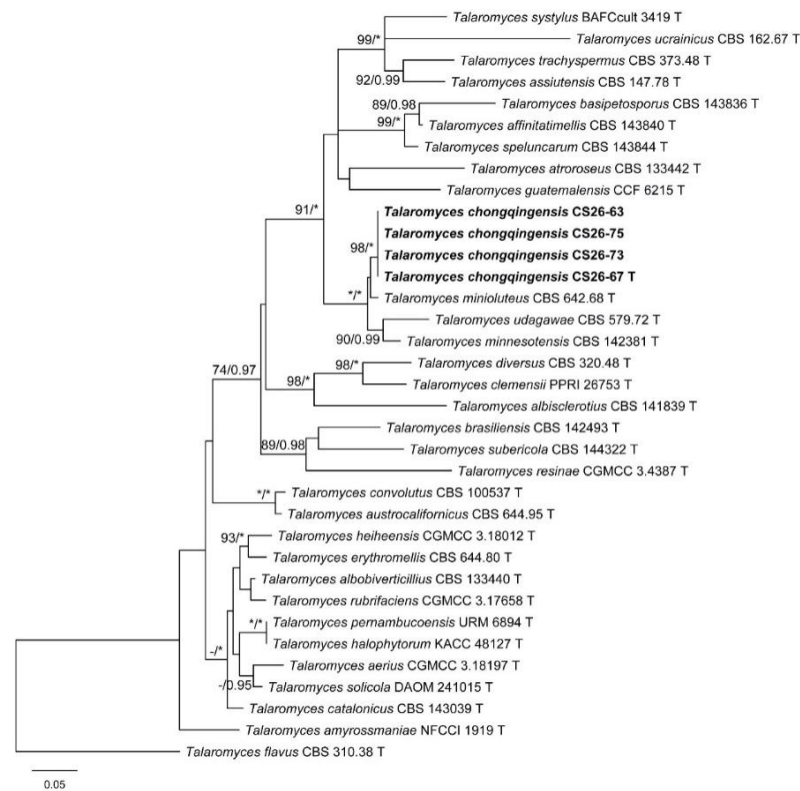 Talaromyces systylus BAFCcult 3419 T
99/*
Talaromyces ucrainicus CBS 162.67 T
Talaromyces trachyspermus CBS 373.48 T
92/0.99
Talaromyces assiutensis CBS 147.78 T
89/0.98
Talaromyces basipetosporus CBS 143836 T
99/*
Talaromyces affinitatimellis CBS 143840 T
Talaromyces speluncarum CBS 143844 T
Talaromyces atroroseus CBS 133442 T
Talaromyces guatemalensis CCF 6215 T
91/*
Talaromyces chongqingensis CS26-63
Talaromyces chongqingensis CS26-75
98/*
Talaromyces chongqingensis CS26-73
Talaromyces chongqingensis CS26-67 T
*/*
Talaromyces minioluteus CBS 642.68 T
Talaromyces udagawae CBS 579.72 T
90/0.99
Talaromyces minnesotensis CBS 142381 T
98/*
Talaromyces diversus CBS 320.48 T
74/0.97
98/*
Talaromyces clemensii PPRI 26753 T
Talaromyces albisclerotius CBS 141839 T
Talaromyces brasiliensis CBS 142493 T
89/0.98
Talaromyces subericola CBS 144322 T
Talaromyces resinae CGMCC 3.4387 T
*/*
Talaromyces convolutus CBS 100537 T
Talaromyces austrocalifornicus CBS 644.95 T
93/*
Talaromyces heiheensis CGMCC 3.18012 T
Talaromyces erythromellis CBS 644.80 T
Talaromyces albobiverticillius CBS 133440 T
Talaromyces rubrifaciens CGMCC 3.17658 T
*/*
Talaromyces pernambucoensis URM 6894 T
Talaromyces halophytorum KACC 48127 T
-/*
Talaromyces aerius CGMCC 3.18197 T
-/0.95
Talaromyces solicola DAOM 241015 T
Talaromyces catalonicus CBS 143039 T
Talaromyces amyrossmaniae NFCCI 1919 T
Talaromyces flavus CBS 310.38 T
0.05